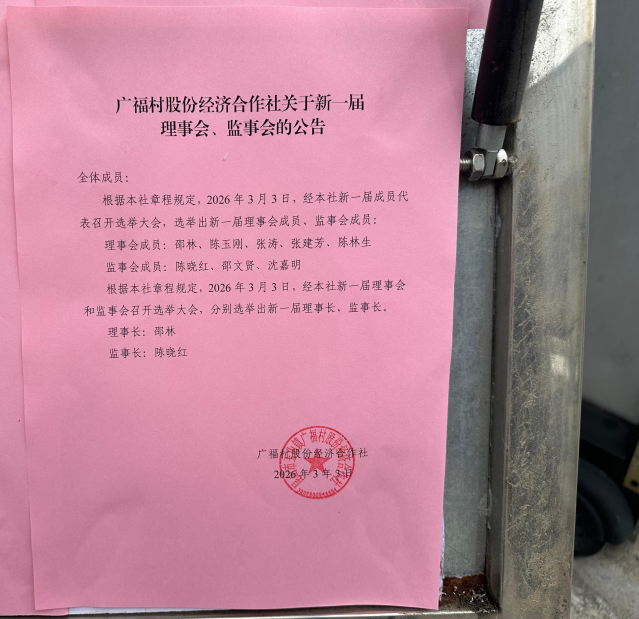 广福村股份经济合作社关于新一届
理事会、监事会的公告
全体成员：
根据本社章程规定，2026年3月3日，经本社新一届成员代
表召开选举大会，选举出新一届理事会成员、监事会成员：
理事会成员：邵林、陈玉刚、张涛、张建芳、陈林生
监事会成员：陈晓红、邵文贤、沈嘉明
根据本社章程规定，2026年3月3日，经本社新一届理事会
和监事会召开选举大会，分别选举出新一届理事长、监事长。
理事长：邵林
监事长：陈晓红
广福村股份经济合作社
2026年3月3日